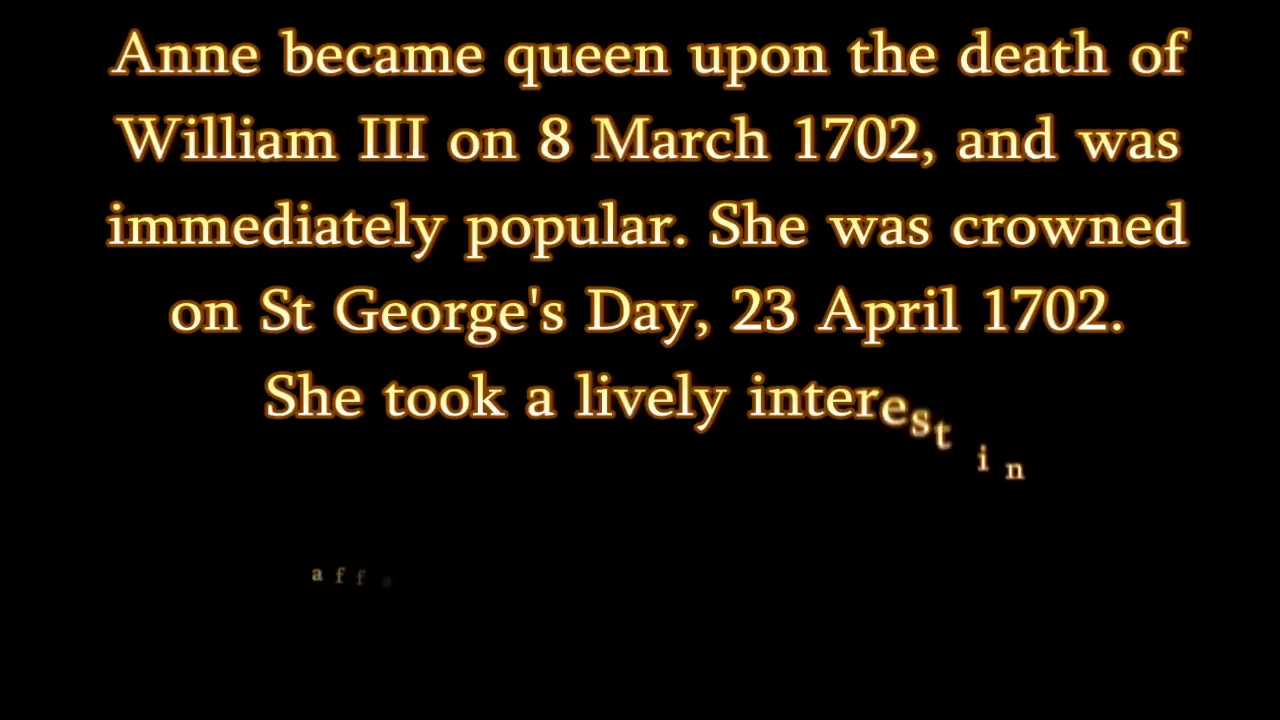 Anne became queen upon the death of
William III on 8 March 1702, and was
immediately popular. She was crowned
on St George's Day, 23 April 1702.
She took a lively interest in
affa